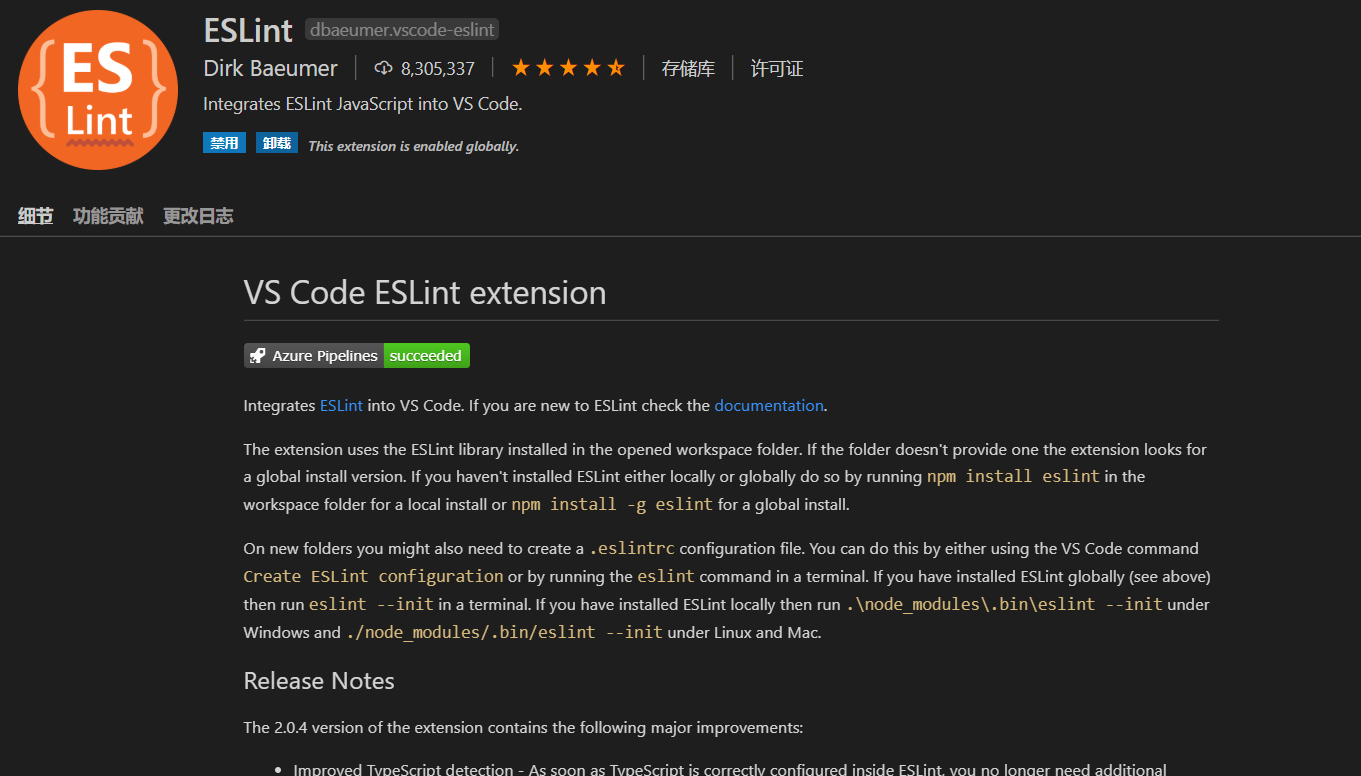 ES
Lint
ESLint dbaeumer.vscode-eslint
Dirk Baeumer 8,305,337 存储库 许可证
Integrates ESLint JavaScript into VS Code.
禁用 卸载 This extension is enabled globally.
细节 功能贡献 更改日志
VS Code ESLint extension
Azure Pipelines succeeded
Integrates ESLint into VS Code. If you are new to ESLint check the documentation.
The extension uses the ESLint library installed in the opened workspace folder. If the folder doesn't provide one the extension looks for
a global install version. If you haven't installed ESLint either locally or globally do so by running npm install eslint in the
workspace folder for a local install or npm install -g eslint for a global install.
On new folders you might also need to create a .eslintrc configuration file. You can do this by either using the VS Code command
Create ESLint configuration or by running the eslint command in a terminal. If you have installed ESLint globally (see above)
then run eslint --init in a terminal. If you have installed ESLint locally then run .\node_modules\.bin\eslint --init under
Windows and ./node_modules/.bin/eslint --init under Linux and Mac.
Release Notes
The 2.0.4 version of the extension contains the following major improvements:
• Improved TypeScript detection - As soon as TypeScript is correctly configured inside ESLint, you no longer need additional